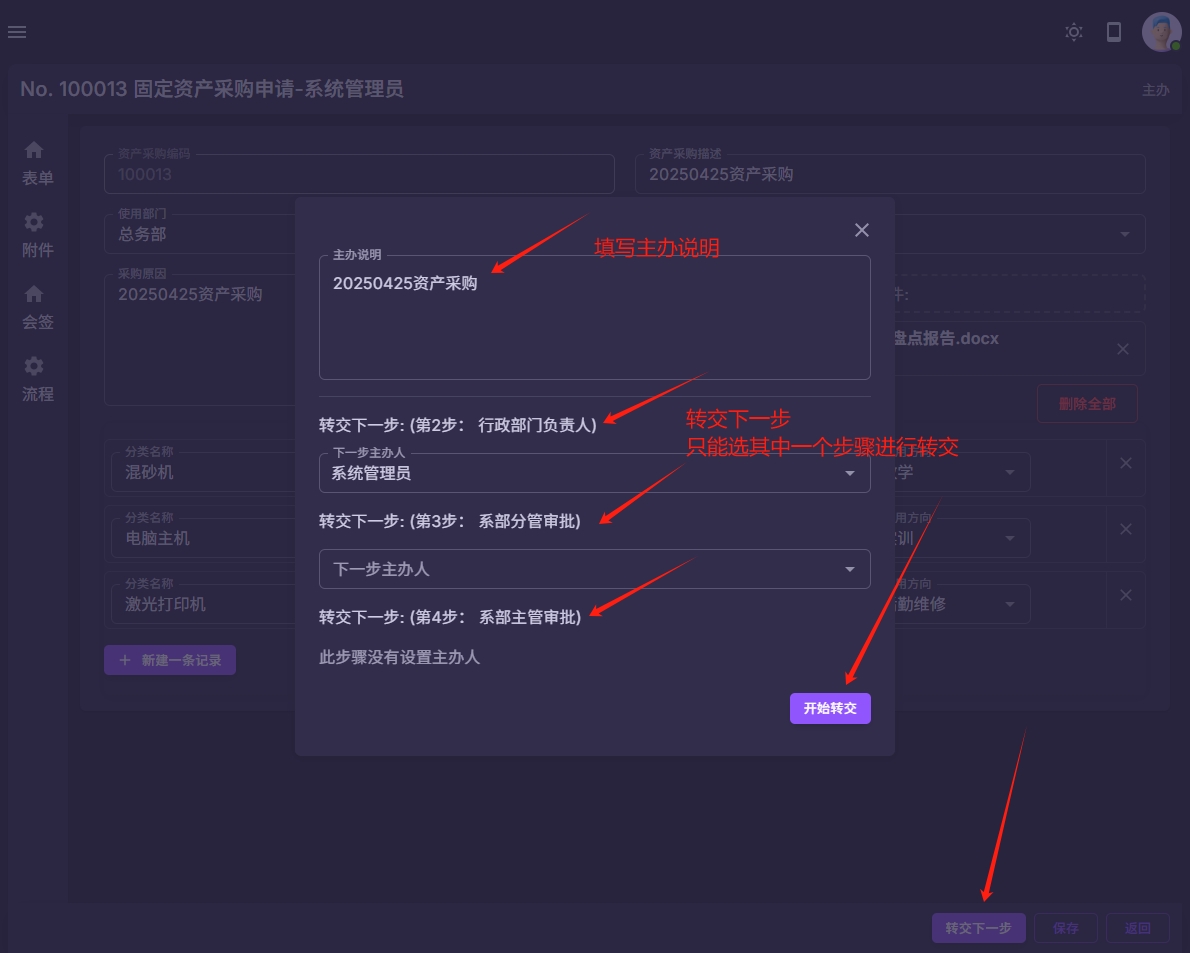 No. 100013 固定资产采购申请-系统管理员
主办
表单
附件
会签
流程
资产采购编码
100013
资产采购描述
20250425资产采购
使用部门
总务部
采购原因
20250425资产采购
件:
盘点报告.docx
删除全部
分类名称
混砂机
用方向
学
分类名称
电脑主机
用方向
训
分类名称
激光打印机
用方向
勤维修
新建一条记录
填写主办说明
主办说明
20250425资产采购
转交下一步: (第2步： 行政部门负责人)
转交下一步
只能选其中一个步骤进行转交
下一步主办人
系统管理员
转交下一步: (第3步： 系部分管审批)
下一步主办人
转交下一步: (第4步： 系部主管审批)
此步骤没有设置主办人
开始转交
转交下一步
保存
返回